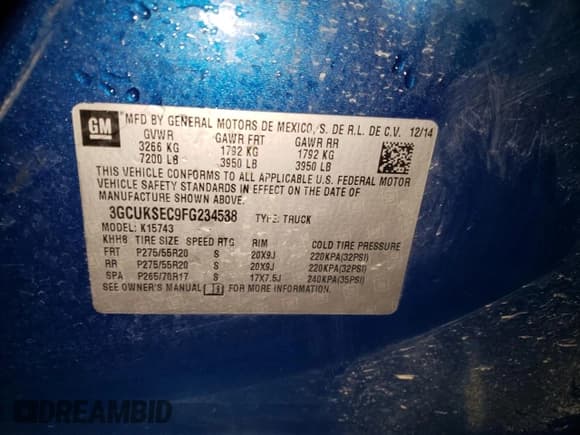 GM
MFD BY GENERAL MOTORS DE MEXICO, S. DE R.L. DE C.V. 12/14
GVWR GAWR FRT GAWR RR
3266 KG 1792 KG 1792 KG
7200 LB 3950 LB 3950 LB
THIS VEHICLE CONFORMS TO ALL APPLICABLE U.S. FEDERAL MOTOR
VEHICLE SAFETY STANDARDS IN EFFECT ON THE DATE OF
MANUFACTURE SHOWN ABOVE.
3GCUKSEC9FG234538 TYPE: TRUCK
MODEL: K15743
KHH8 TIRE SIZE SPEED RTG RIM COLD TIRE PRESSURE
FRT P275/55R20 S 20X9J 220KPA(32PSI)
RR P275/55R20 S 20X9J 220KPA(32PSI)
SPA P265/70R17 S 17X7.5J 240KPA(35PSI)
SEE OWNER'S MANUAL FOR MORE INFORMATION.
DREAMBID